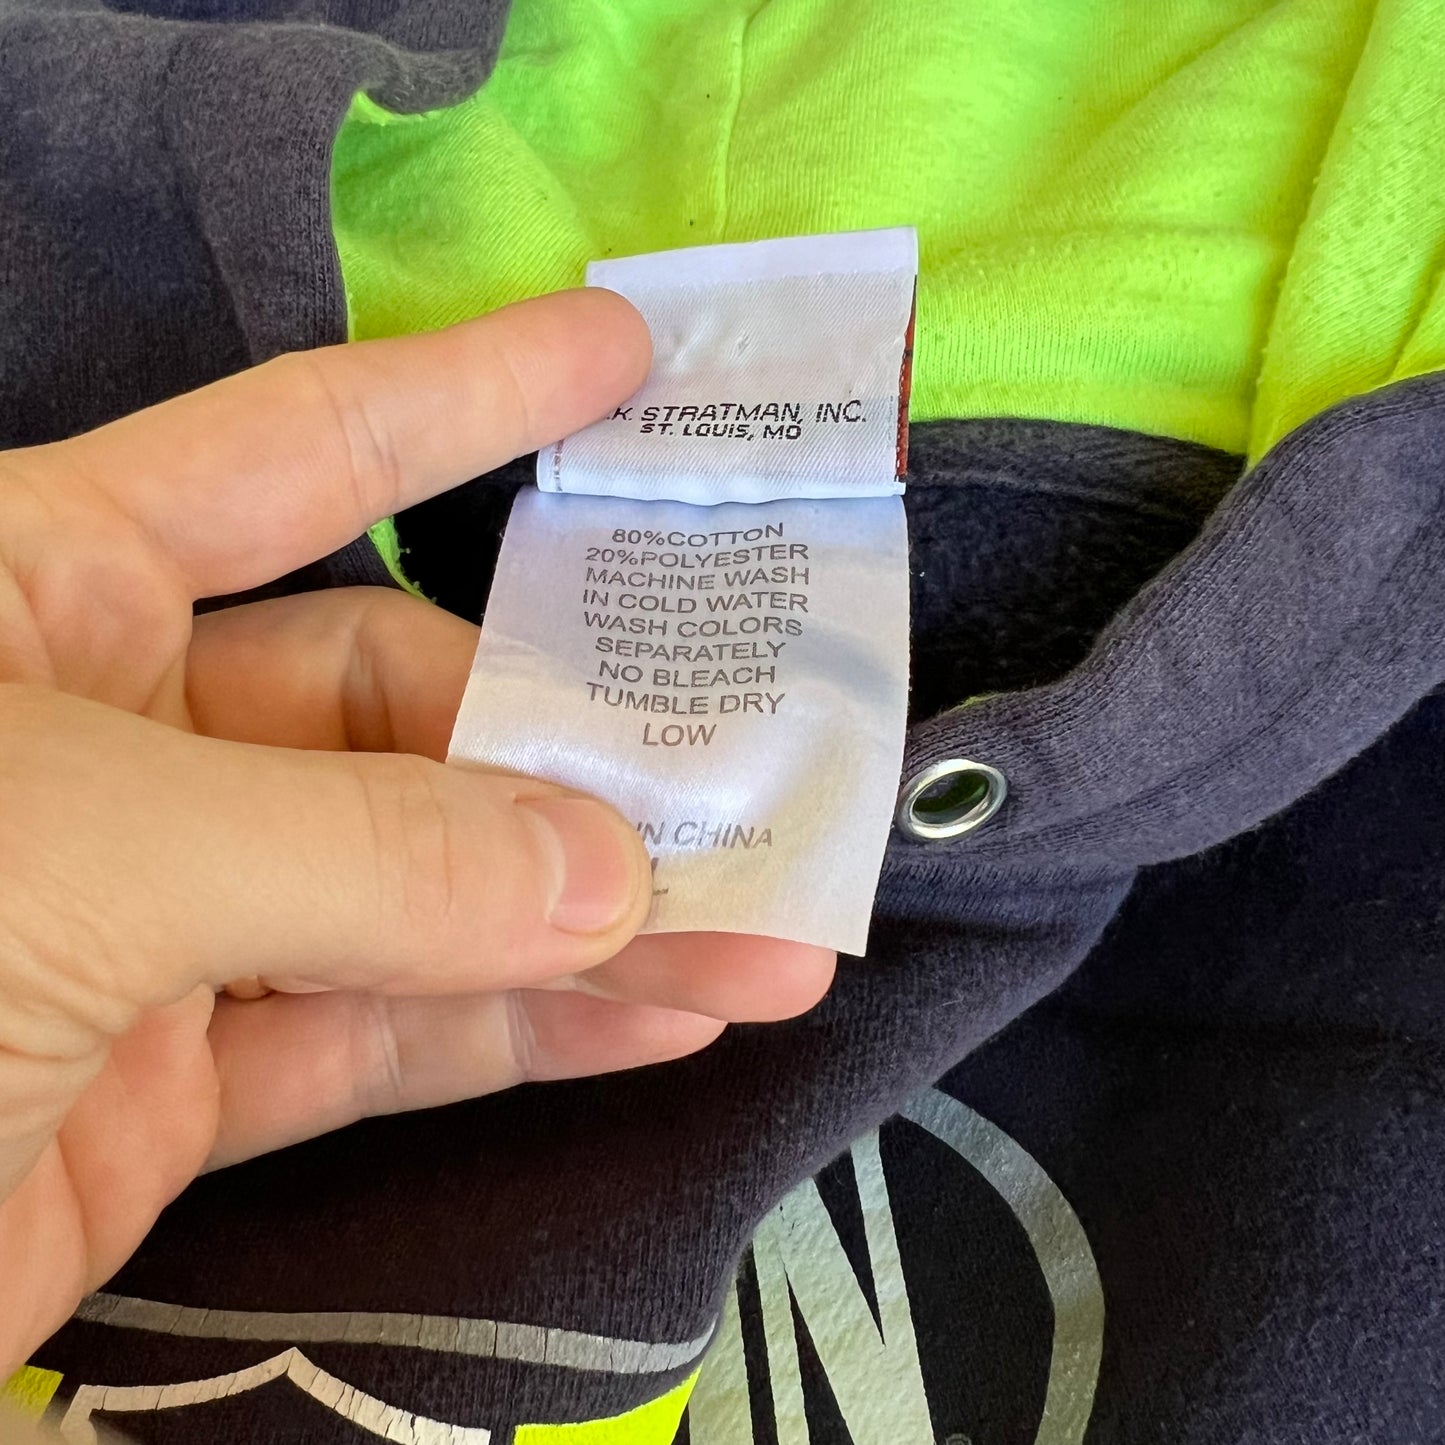 .K. STRATMAN, INC.
ST. LOUIS, MO
80%COTTON
20%POLYESTER
MACHINE WASH
IN COLD WATER
WASH COLORS
SEPARATELY
NO BLEACH
TUMBLE DRY
LOW
IN CHINA
N